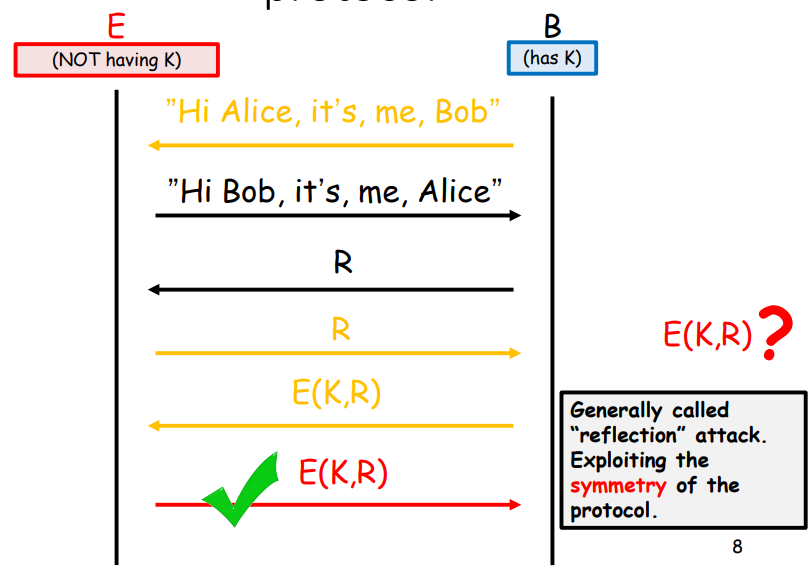 protocol
E
B
(NOT having K)
(has K)
”Hi Alice, it’s, me, Bob”
”Hi Bob, it’s, me, Alice”
R
R
E(K,R)?
E(K,R)
Generally called
“reflection” attack.
Exploiting the
symmetry of the
protocol.
E(K,R)
8